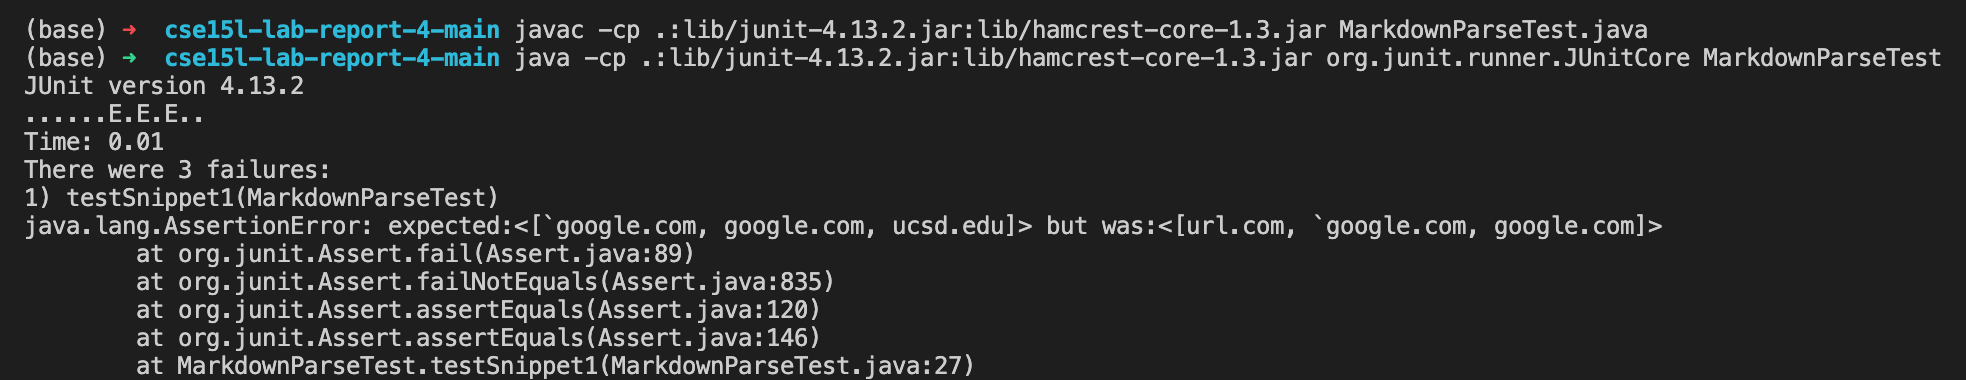 (base) ➜  cse15l-lab-report-4-main javac -cp .:lib/junit-4.13.2.jar:lib/hamcrest-core-1.3.jar MarkdownParseTest.java
(base) ➜  cse15l-lab-report-4-main java -cp .:lib/junit-4.13.2.jar:lib/hamcrest-core-1.3.jar org.junit.runner.JUnitCore MarkdownParseTest
JUnit version 4.13.2
......E.E.E..
Time: 0.01
There were 3 failures:
1) testSnippet1(MarkdownParseTest)
java.lang.AssertionError: expected:<[`google.com, google.com, ucsd.edu]> but was:<[url.com, `google.com, google.com]>
        at org.junit.Assert.fail(Assert.java:89)
        at org.junit.Assert.failNotEquals(Assert.java:835)
        at org.junit.Assert.assertEquals(Assert.java:120)
        at org.junit.Assert.assertEquals(Assert.java:146)
        at MarkdownParseTest.testSnippet1(MarkdownParseTest.java:27)